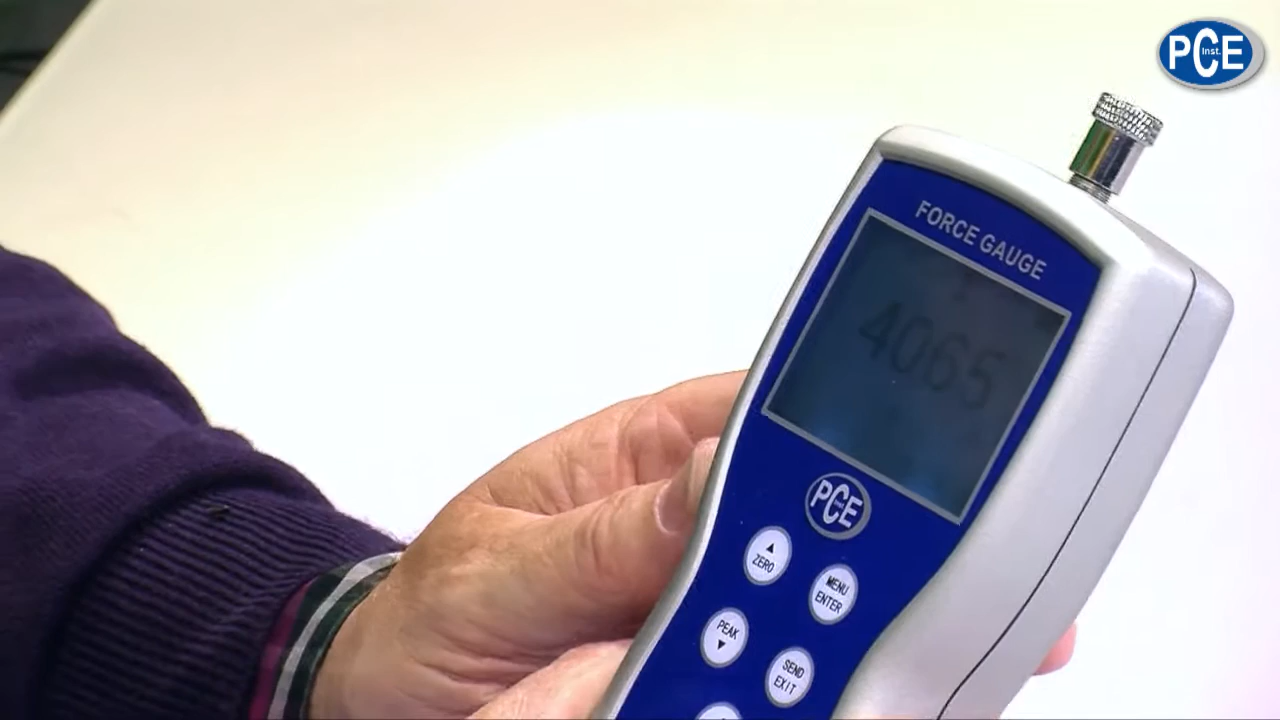 PCE
Inst.
FORCE GAUGE
4065
PCE
▲
ZERO
MENU
ENTER
PEAK
▼
SEND
EXIT